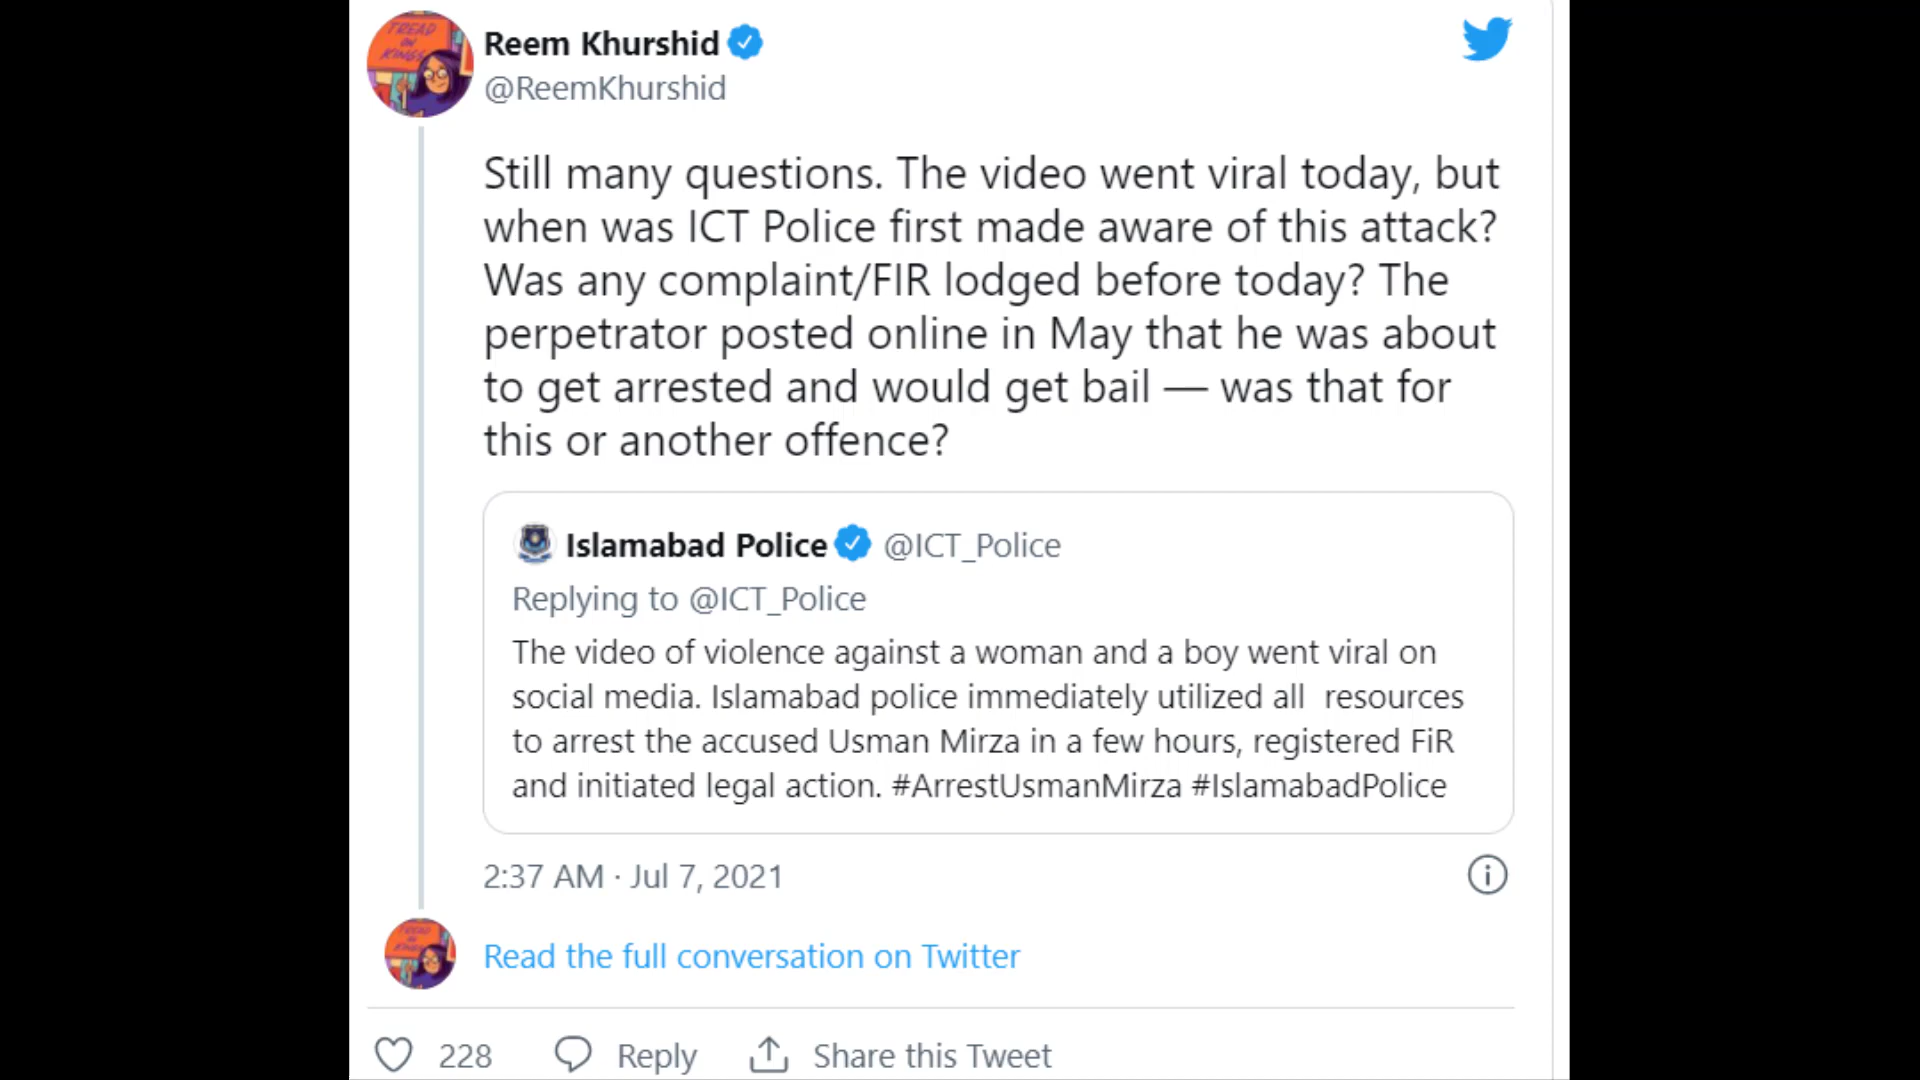 TREAD
ON
KINGS
Reem Khurshid
@ReemKhurshid
Still many questions. The video went viral today, but
when was ICT Police first made aware of this attack?
Was any complaint/FIR lodged before today? The
perpetrator posted online in May that he was about
to get arrested and would get bail — was that for
this or another offence?
Islamabad Police @ICT_Police
Replying to @ICT_Police
The video of violence against a woman and a boy went viral on
social media. Islamabad police immediately utilized all  resources
to arrest the accused Usman Mirza in a few hours, registered FiR
and initiated legal action. #ArrestUsmanMirza #IslamabadPolice
2:37 AM · Jul 7, 2021
Read the full conversation on Twitter
228 Reply Share this Tweet